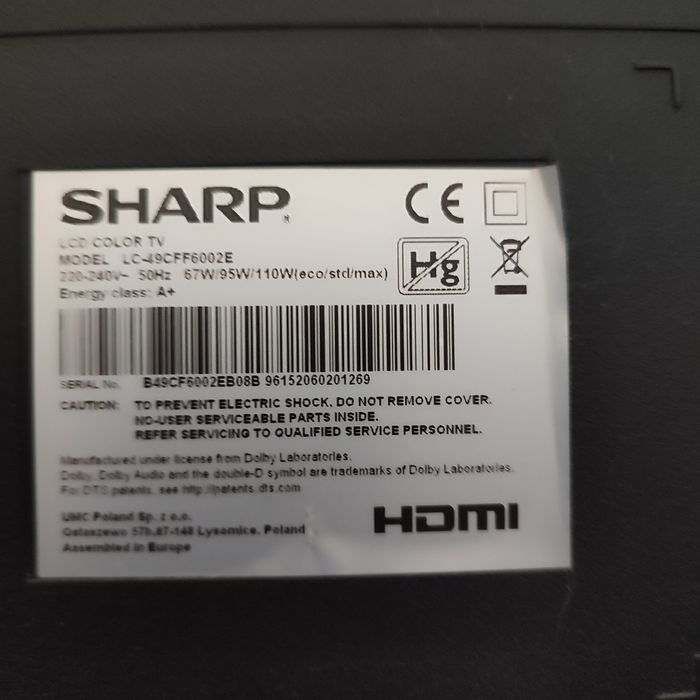 SHARP®
CE
LCD COLOR TV
MODEL LC-49CFF6002E
220-240V~ 50Hz 67W/95W/110W(eco/std/max)
Energy class: A+
Hg
SERIAL No. B49CF6002EB08B 96152060201269
CAUTION: TO PREVENT ELECTRIC SHOCK, DO NOT REMOVE COVER.
NO-USER SERVICEABLE PARTS INSIDE.
REFER SERVICING TO QUALIFIED SERVICE PERSONNEL.
Manufactured under license from Dolby Laboratories.
Dolby, Dolby Audio and the double-D symbol are trademarks of Dolby Laboratories.
For DTS patents, see http://patents.dts.com
UMC Poland Sp. z o.o.
Ostaszewo 57b,87-148 Lysomice, Poland
Assembled in Europe
HDMI